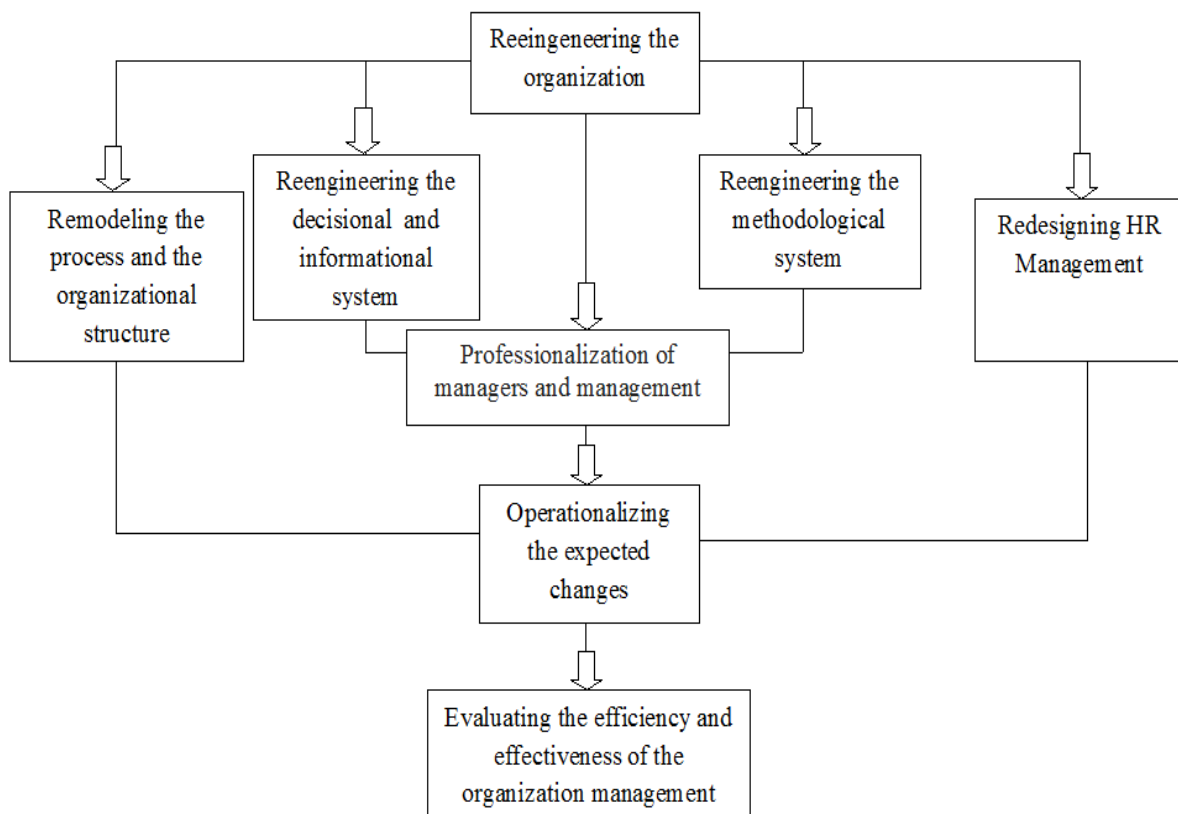 Reeingeneering the
organization
Remodeling the
process and the
organizational
structure
Reengineering the
decisional and
informational
system
Reengineering the
methodological
system
Redesigning HR
Management
Professionalization of
managers and management
Operationalizing
the expected
changes
Evaluating the efficiency and
effectiveness of the
organization management